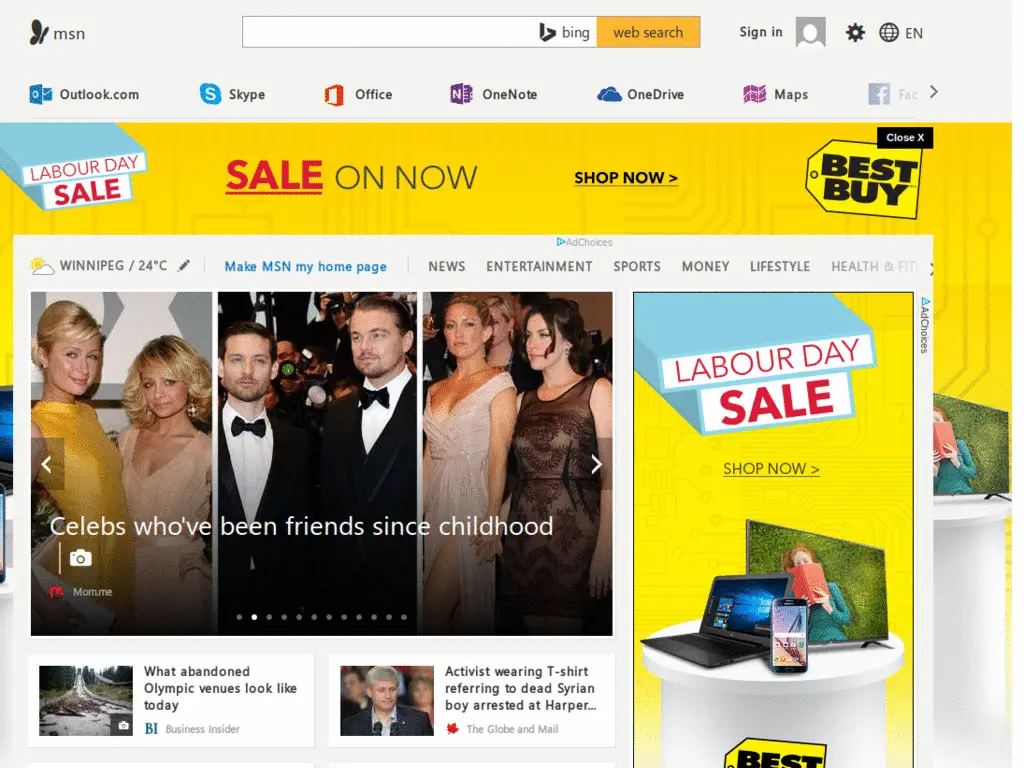 msn
bing
web search
Sign in
EN
Outlook.com
Skype
Office
OneNote
OneDrive
Maps
Fac
Close X
LABOUR DAY
SALE
SALE ON NOW
SHOP NOW >
BEST
BUY
AdChoices
WINNIPEG / 24°C
Make MSN my home page
NEWS
ENTERTAINMENT
SPORTS
MONEY
LIFESTYLE
HEALTH & FIT
Celebs who've been friends since childhood
Mom.me
AdChoices
LABOUR DAY
SALE
SHOP NOW >
What abandoned
Olympic venues look like
today
BI Business Insider
Activist wearing T-shirt
referring to dead Syrian
boy arrested at Harper...
The Globe and Mail
BEST